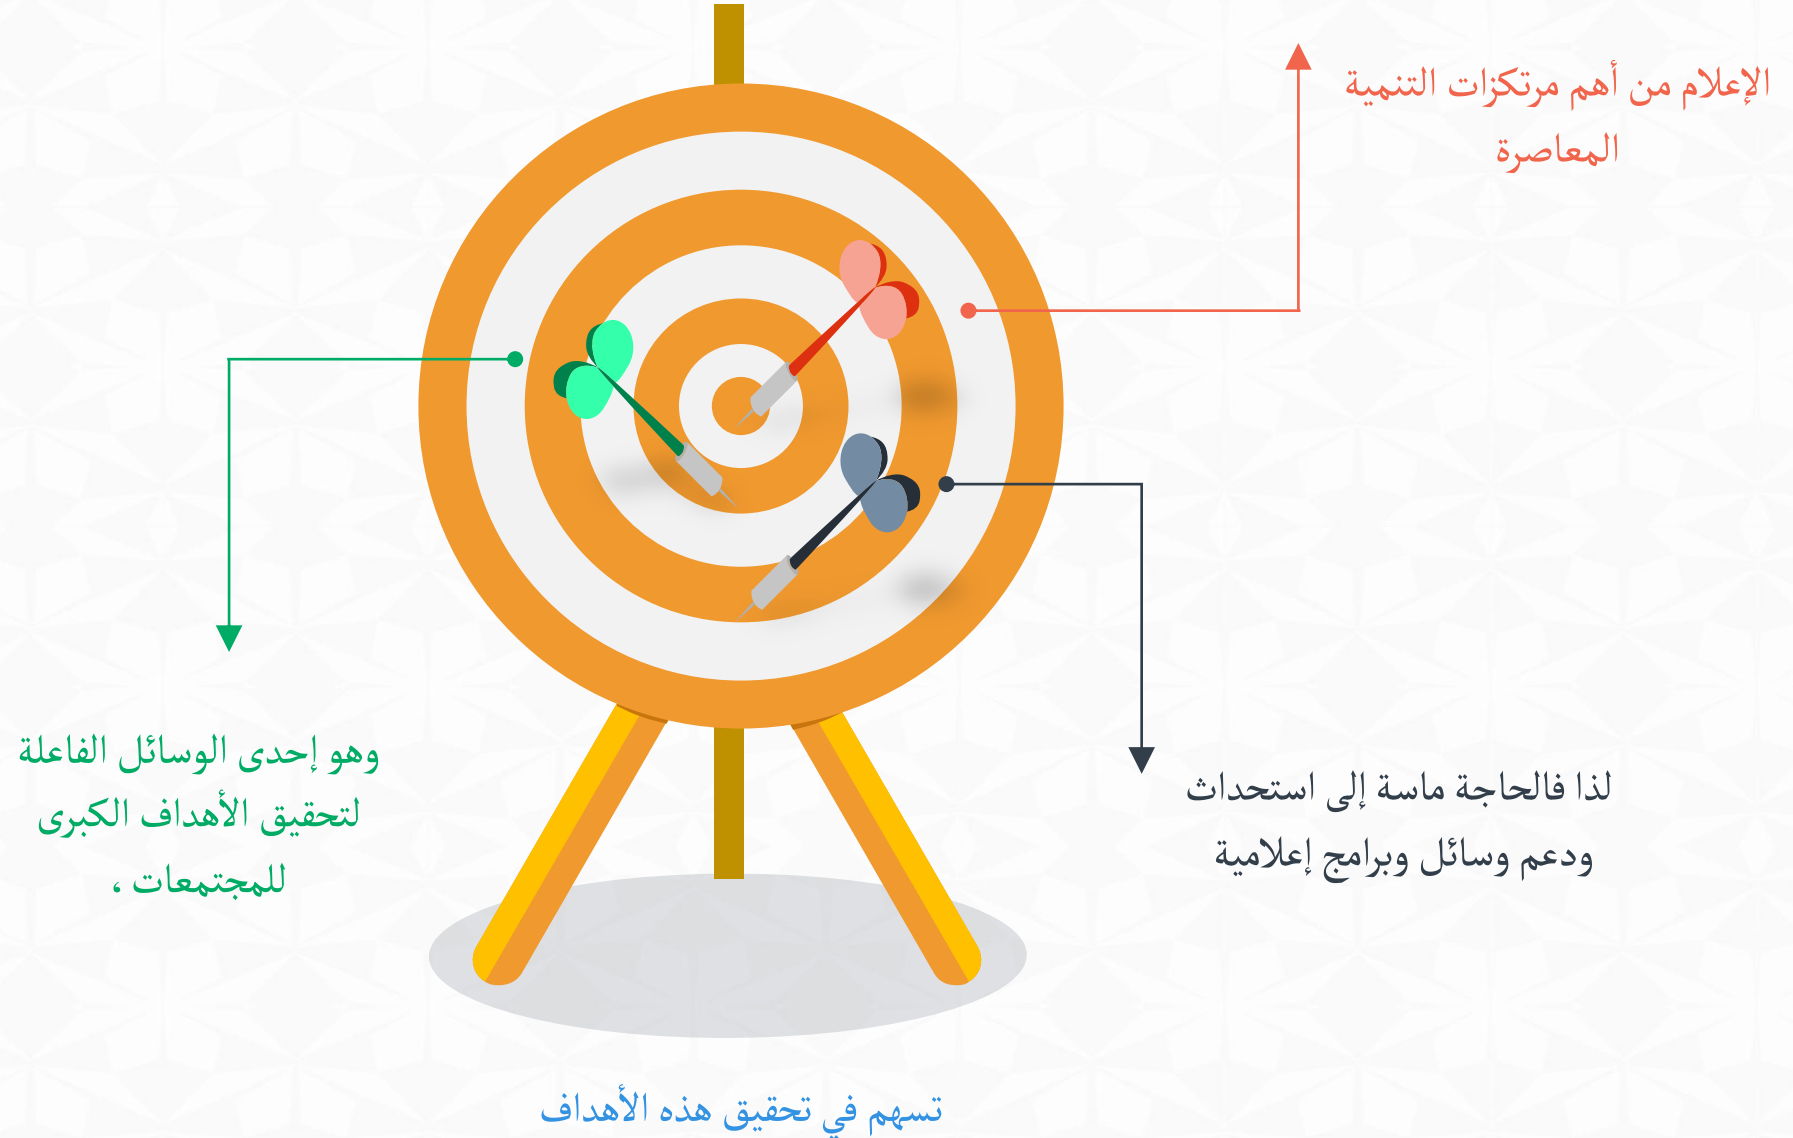 الإعلام من أهم مرتكزات التنمية
المعاصرة
وهو إحدى الوسائل الفاعلة
لتحقيق الأهداف الكبرى
للمجتمعات ،
لذا فالحاجة ماسة إلى استحداث
ودعم وسائل وبرامج إعلامية
تسهم في تحقيق هذه الأهداف